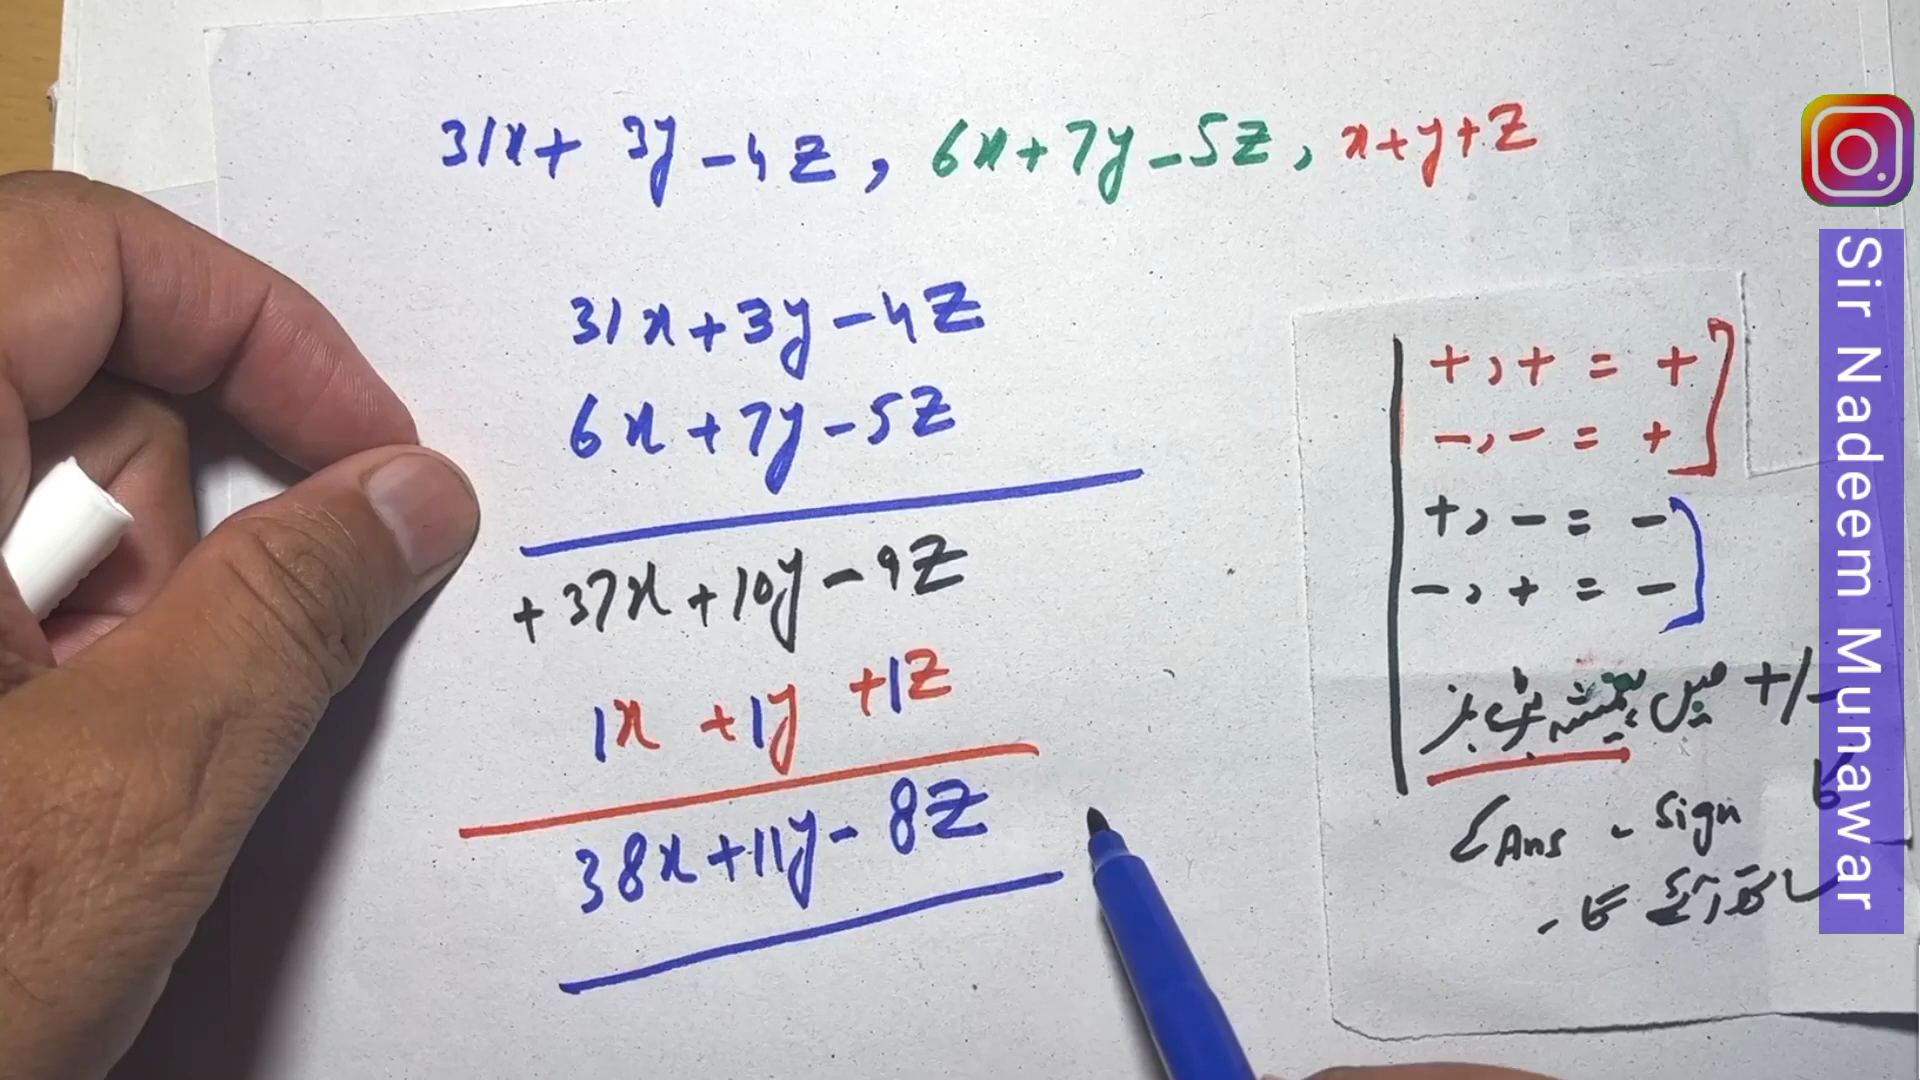 31x + 3y - 4z, 6x + 7y - 5z, x + y + z
31x + 3y - 4z
6x + 7y - 5z
+ 37x + 10y - 9z
1x + 1y + 1z
38x + 11y - 8z
+, + = +
-, - = +
+, - = -
-, + = -
+/- میں ہمیشہ بڑے
Ans Sign
Sir Nadeem Munawar